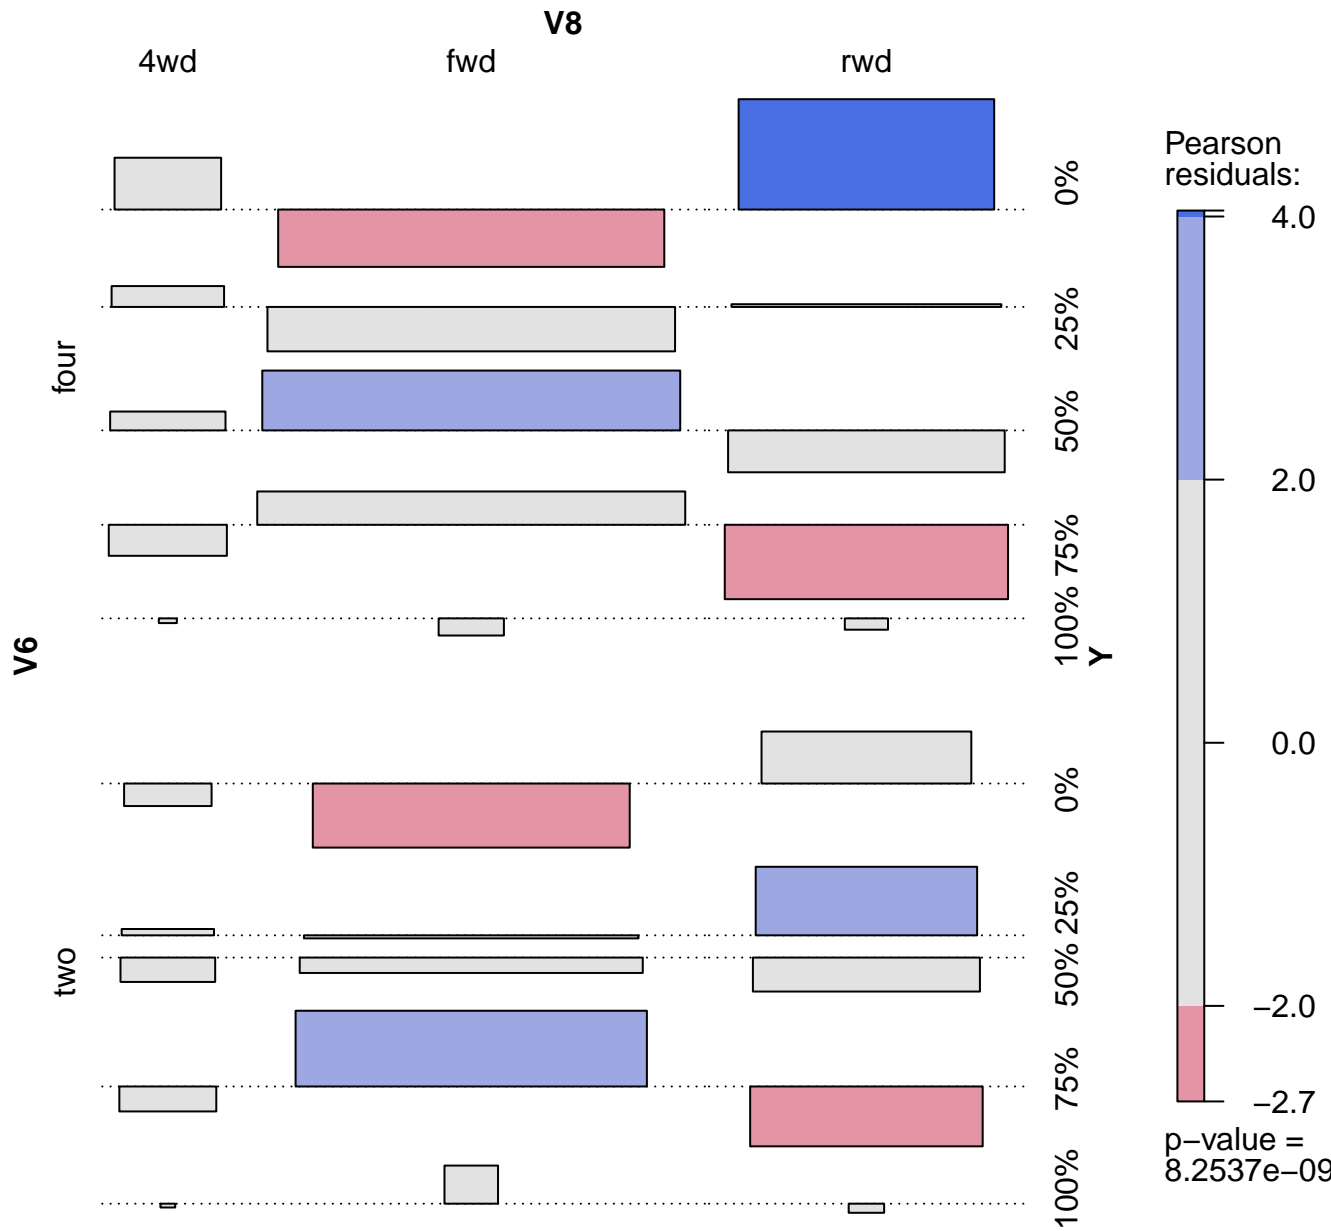 V8
4wd fwd rwd
Pearson
residuals:
0%
4.0
25%
four
50%
2.0
75%
100%
V6
Y
0.0
0%
25%
two
50%
−2.0
75%
−2.7
p−value =
8.2537e−09
100%